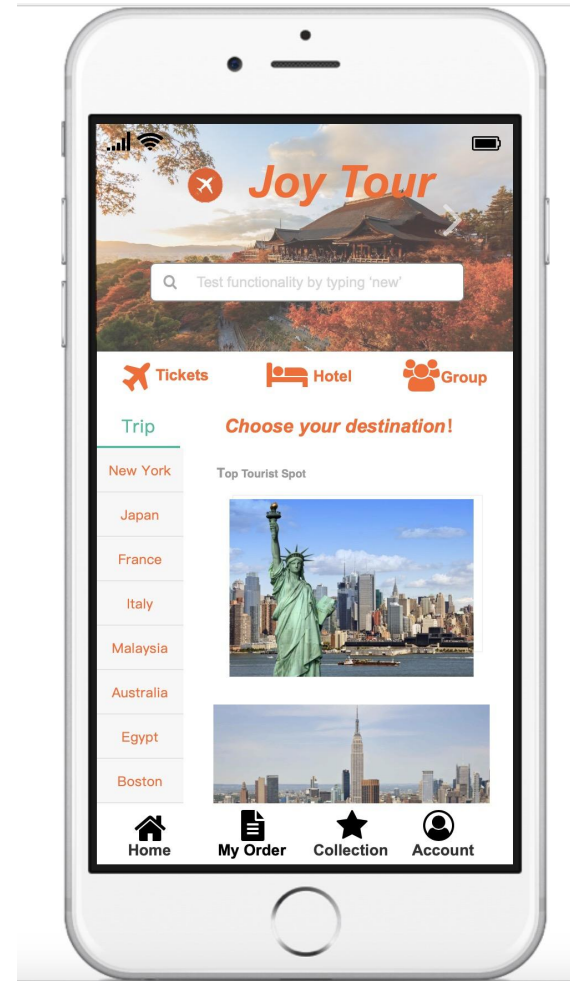 Joy Tour
Test functionality by typing 'new'
Tickets
Hotel
Group
Trip
Choose your destination!
New York
Top Tourist Spot
Japan
France
Italy
Malaysia
Australia
Egypt
Boston
Home
My Order
Collection
Account